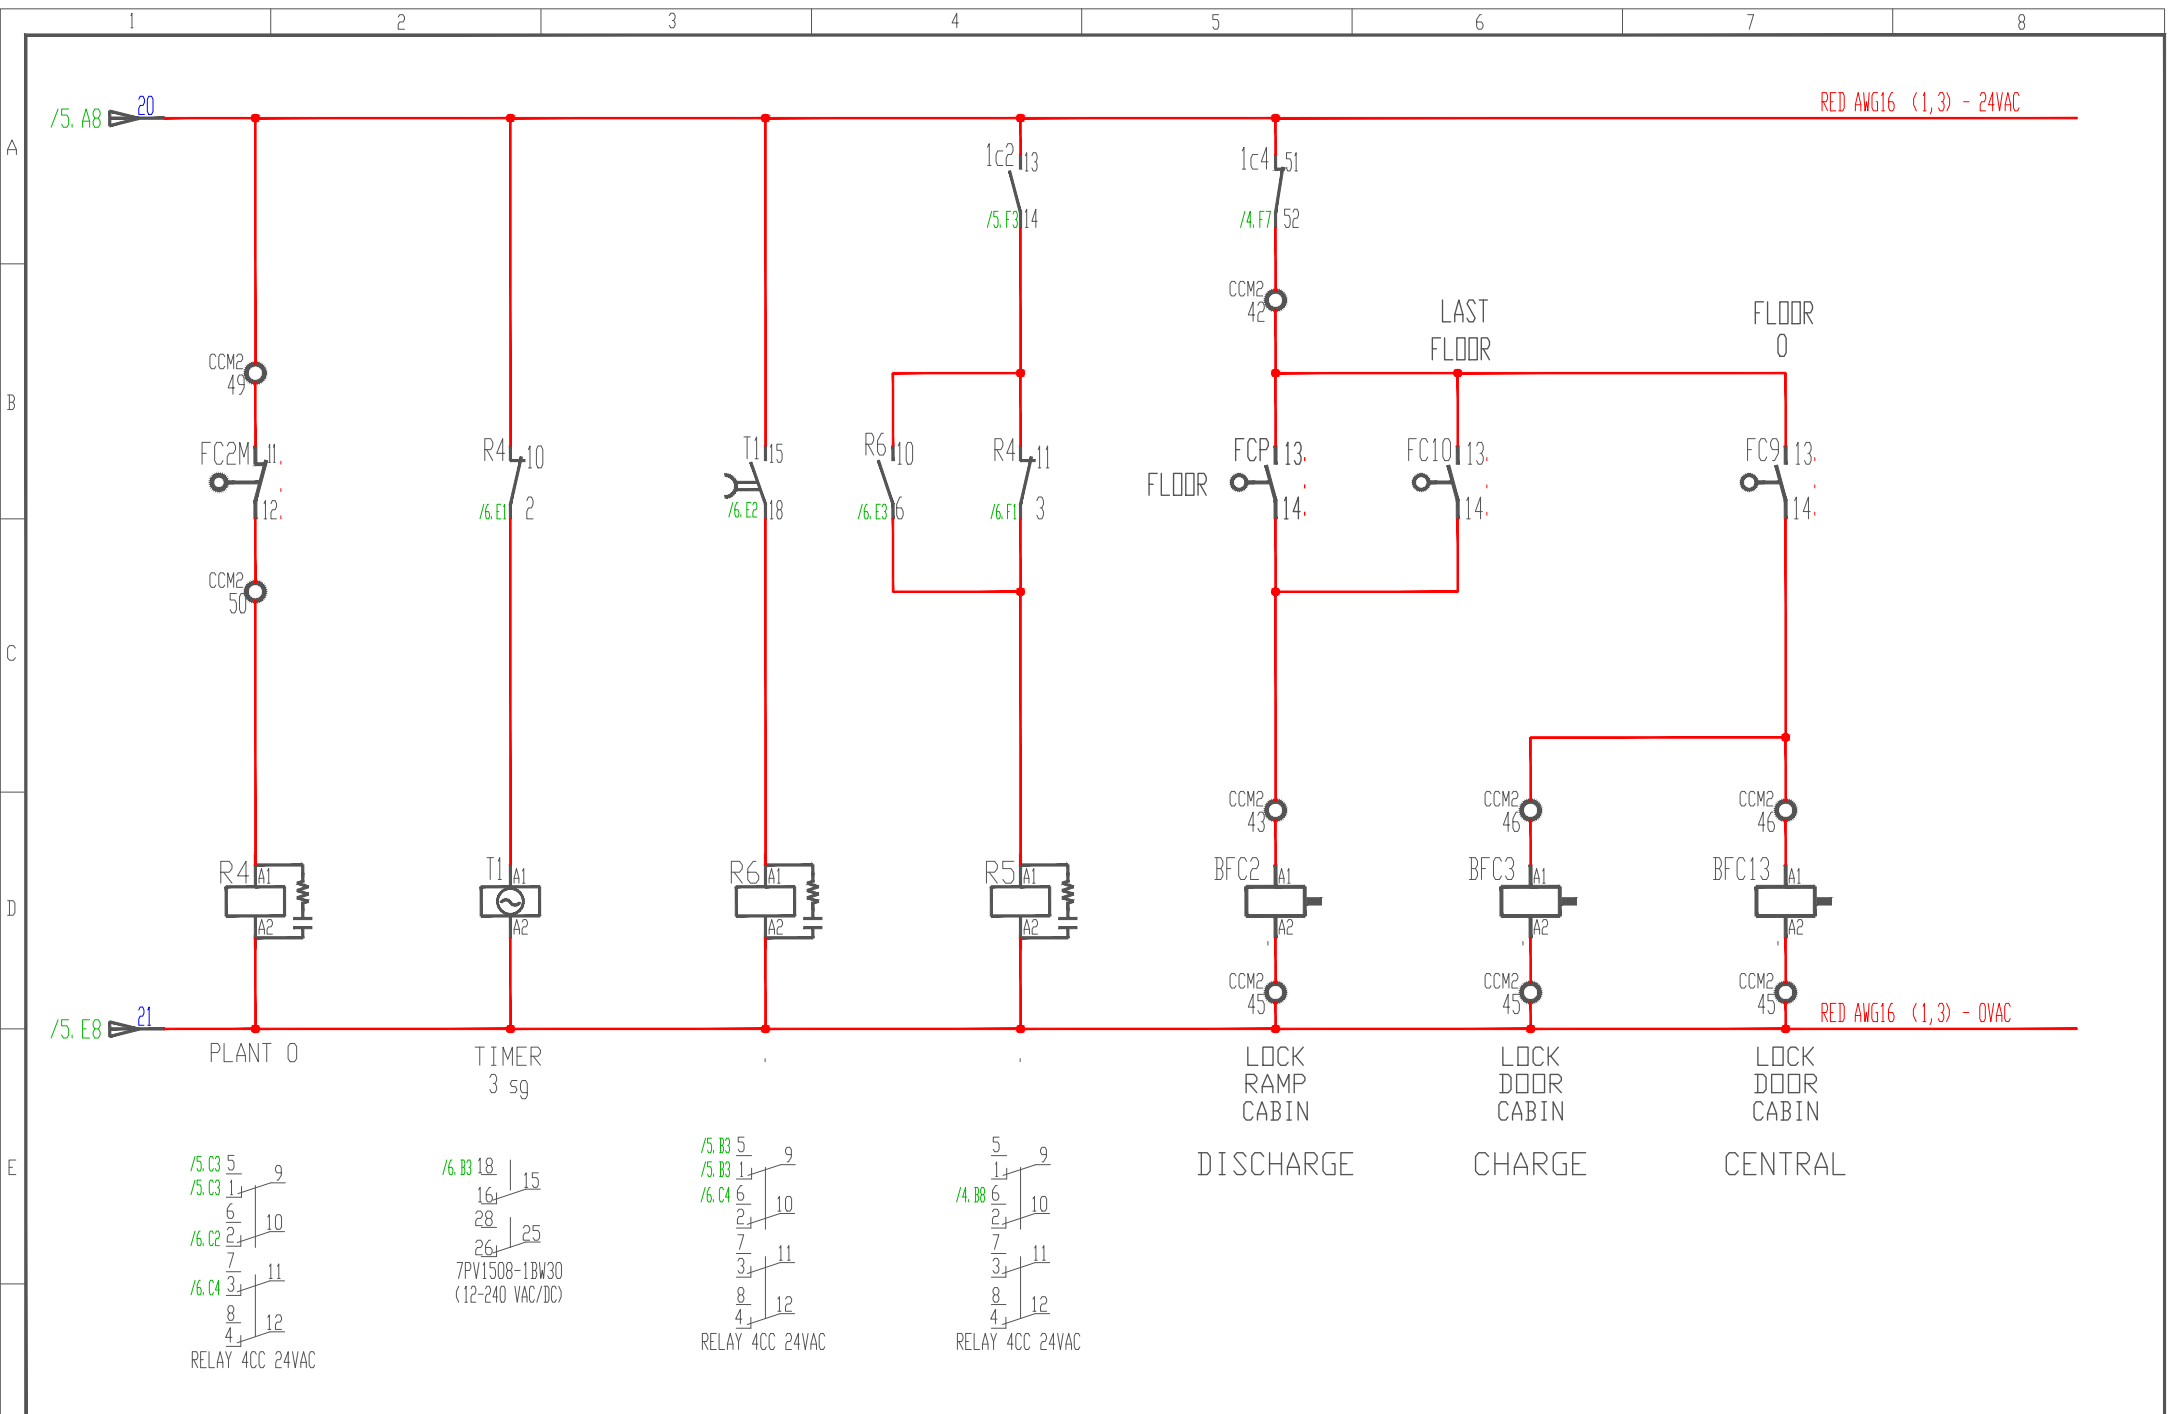 1 2 3 4 5 6 7 8
A
B
C
D
E
/5.A8 20
RED AWG16 (1,3) - 24VAC
1c2 13
/5.F3 14
1c4 51
/4.F7 52
CCM2
42
LAST
FLOOR
FLOOR
0
CCM2
49
FC2M 11
12
R4 10
/6.E1 2
T1 15
/6.E2 18
R6 10
/6.E3 6
R4 11
/6.F1 3
FLOOR
FCP 13
14
FC10 13
14
FC9 13
14
CCM2
50
CCM2
43
CCM2
46
CCM2
46
R4 A1
A2
T1 A1
A2
R6 A1
A2
R5 A1
A2
BFC2 A1
A2
BFC3 A1
A2
BFC13 A1
A2
CCM2
45
CCM2
45
CCM2
45
/5.E8 21
RED AWG16 (1,3) - 0VAC
PLANT 0
TIMER
3 sg
LOCK
RAMP
CABIN
DISCHARGE
LOCK
DOOR
CABIN
CHARGE
LOCK
DOOR
CABIN
CENTRAL
/5.C3 5
9
/5.C3 1
6
10
/6.C2 2
7
11
/6.C4 3
8
12
4
RELAY 4CC 24VAC
/6.B3 18
15
16
28
25
26
7PV1508-1BW30
(12-240 VAC/DC)
/5.B3 5
9
/5.B3 1
/6.C4 6
10
2
7
11
3
8
12
4
RELAY 4CC 24VAC
5
9
1
/4.B8 6
10
2
7
11
3
8
12
4
RELAY 4CC 24VAC